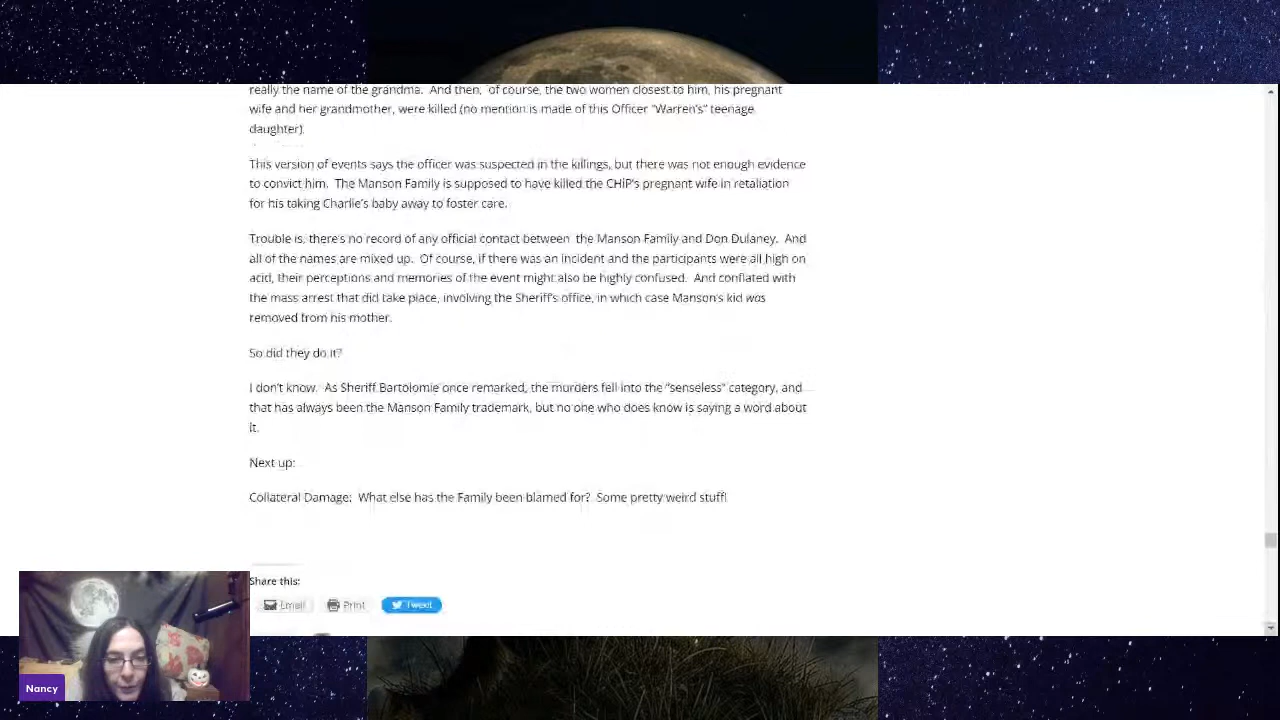 really the name of the grandma.  And then,  of course, the two women closest to him, his pregnant
wife and her grandmother, were killed (no mention is made of this Officer “Warren’s” teenage
daughter).
This version of events says the officer was suspected in the killings, but there was not enough evidence
to convict him.  The Manson Family is supposed to have killed the CHiP’s pregnant wife in retaliation
for his taking Charlie’s baby away to foster care.
Trouble is, there’s no record of any official contact between  the Manson Family and Don Dulaney.  And
all of the names are mixed up.  Of course, if there was an incident and the participants were all high on
acid, their perceptions and memories of the event might also be highly confused.  And conflated with
the mass arrest that did take place, involving the Sheriff’s office, in which case Manson’s kid was
removed from his mother.
So did they do it?
I don’t know.  As Sheriff Bartolomie once remarked, the murders fell into the “senseless” category, and
that has always been the Manson Family trademark, but no one who does know is saying a word about
it.
Next up:
Collateral Damage:  What else has the Family been blamed for?  Some pretty weird stuff!
Share this:
Email
Print
Tweet
Nancy